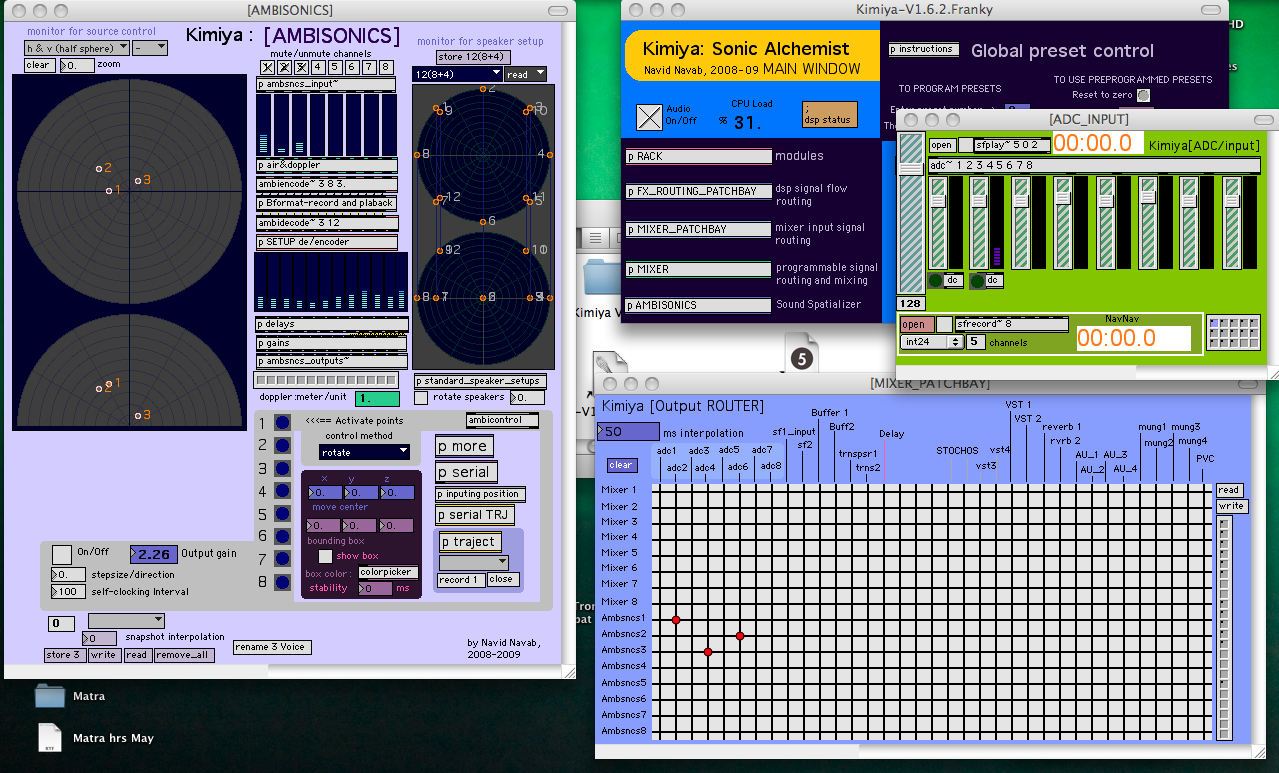 [AMBISONICS]
monitor for source control
h & v (half sphere)
-
clear
0.
zoom
Kimiya : [AMBISONICS]
mute/unmute channels
4 5 6 7 8
p ambsncs_input~
p air&doppler
ambiencode~ 3 8 3.
p Bformat-record and plaback
ambidecode~ 3 12
p SETUP de/encoder
p delays
p gains
p ambsncs_outputs~
doppler :meter/unit
1.
monitor for speaker setup
store 12(8+4)
12(8+4)
read
2
8
4
6
2
1
3
2
1
3
p standard_speaker_setups
rotate speakers
0.
1
2
3
4
5
6
7
8
<<<== Activate points
control method
rotate
x y z
0. 0. 0.
move center
0. 0. 0.
bounding box
show box
box color:
colorpicker
stability
0
ms
ambicontrol
p more
p serial
p inputing position
p serial TRJ
p traject
record 1
close
On/Off
2.26
Output gain
0.
stepsize/direction
100
self-clocking Interval
0
0
snapshot interpolation
store 3
write
read
remove_all
rename 3 Voice
by Navid Navab,
2008-2009
Matra
Matra hrs May
Kimiya-V1.6.2.Franky
Kimiya: Sonic Alchemist
Navid Navab, 2008-09 MAIN WINDOW
Audio
On/Off
CPU Load
% 31.
;
dsp status
p instructions
Global preset control
TO PROGRAM PRESETS
TO USE PREPROGRAMMED PRESETS
Reset to zero
p RACK
modules
p FX_ROUTING_PATCHBAY
dsp signal flow
routing
p MIXER_PATCHBAY
mixer input signal
routing
p MIXER
programmable signal
routing and mixing
p AMBISONICS
Sound Spatializer
HD
es
Kimiya V
5
[ADC_INPUT]
open
sfplay~ 5 0 2
00:00.0
Kimiya[ADC/input]
adc~ 1 2 3 4 5 6 7 8
dc
dc
128
open
sfrecord~ 8
NavNav
int24
5
channels
00:00.0
[MIXER_PATCHBAY]
Kimiya [Output ROUTER]
50
ms interpolation
clear
adc1
adc2
adc3
adc4
adc5
adc6
adc7
adc8
sf1_input
sf2
Buffer 1
Buff2
trnspsr1
trns2
Delay
STOCHOS
vst3
vst4
VST 1
VST 2
reverb 1
rvrb 2
AU_1
AU_2
AU_3
AU_4
mung1
mung2
mung3
mung4
PVC
Mixer 1
Mixer 2
Mixer 3
Mixer 4
Mixer 5
Mixer 6
Mixer 7
Mixer 8
Ambsncs1
Ambsncs2
Ambsncs3
Ambsncs4
Ambsncs5
Ambsncs6
Ambsncs7
Ambsncs8
read
write